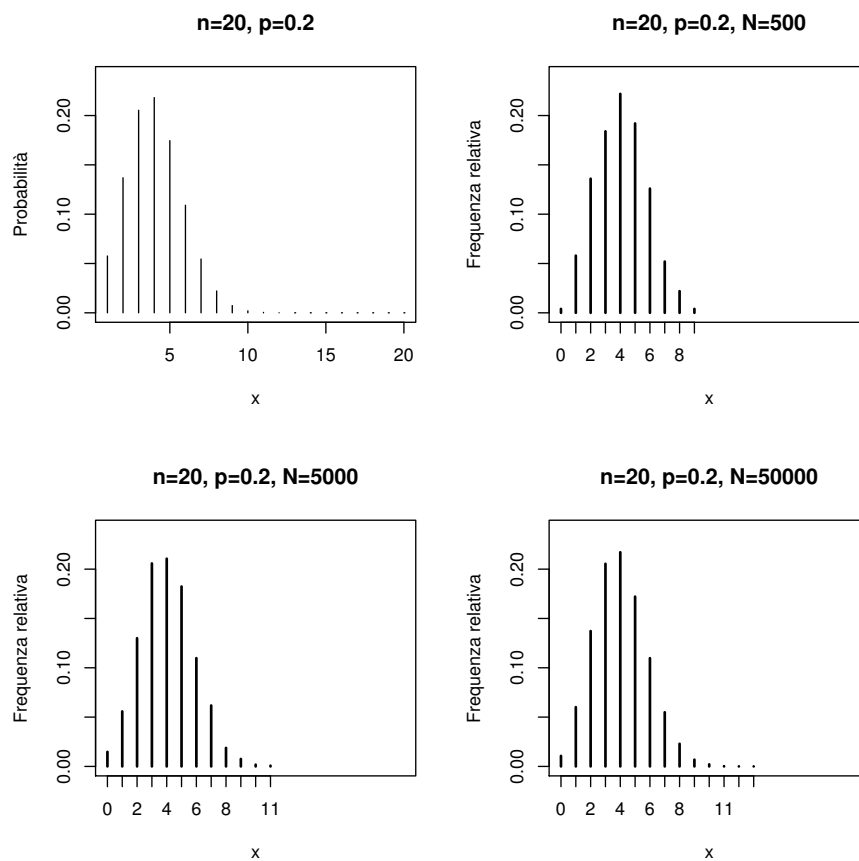 n=20, p=0.2
Probabilità
0.00 0.10 0.20
5 10 15 20
x
n=20, p=0.2, N=500
Frequenza relativa
0.00 0.10 0.20
0 2 4 6 8
x
n=20, p=0.2, N=5000
Frequenza relativa
0.00 0.10 0.20
0 2 4 6 8 11
x
n=20, p=0.2, N=50000
Frequenza relativa
0.00 0.10 0.20
0 2 4 6 8 11
x